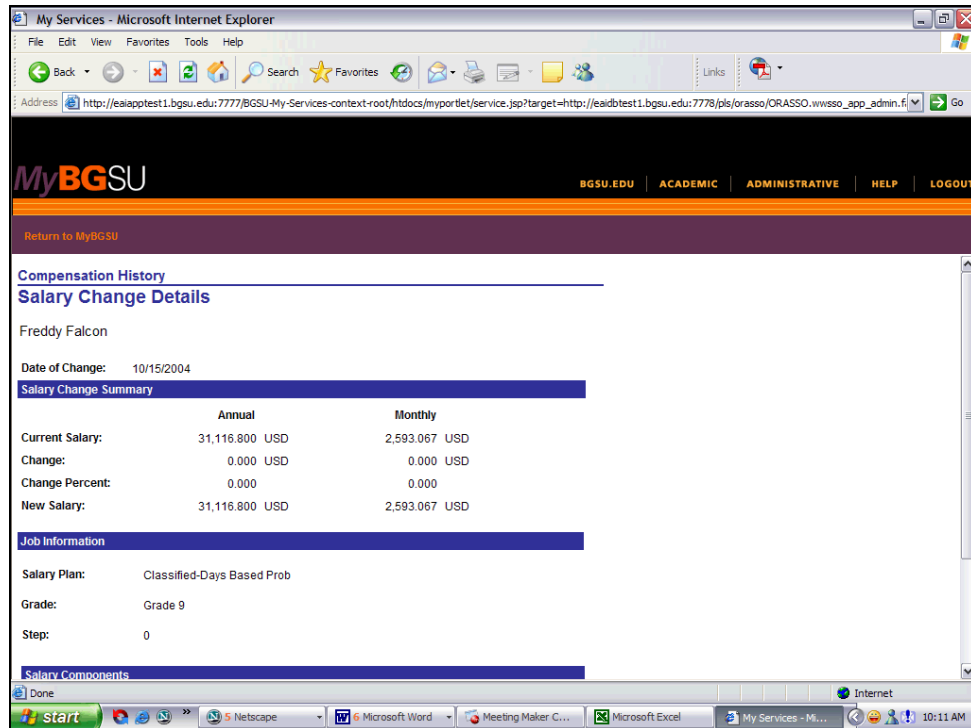 My Services - Microsoft Internet Explorer
File Edit View Favorites Tools Help
Back Search Favorites Links
Address http://eaiapptest1.bgsu.edu:7777/BGSU-My-Services-context-root/htdocs/myportlet/service.jsp?target=http://eaidbtest1.bgsu.edu:7778/pls/orasso/ORASSO.wwsso_app_admin.f Go
MyBGSU
BGSU.EDU | ACADEMIC | ADMINISTRATIVE | HELP | LOGOUT
Return to MyBGSU
Compensation History
Salary Change Details
Freddy Falcon
Date of Change: 10/15/2004
Salary Change Summary
Annual Monthly
Current Salary: 31,116.800 USD 2,593.067 USD
Change: 0.000 USD 0.000 USD
Change Percent: 0.000 0.000
New Salary: 31,116.800 USD 2,593.067 USD
Job Information
Salary Plan: Classified-Days Based Prob
Grade: Grade 9
Step: 0
Salary Components
Done Internet
start » 5 Netscape 6 Microsoft Word Meeting Maker C... Microsoft Excel My Services - Mi... 10:11 AM